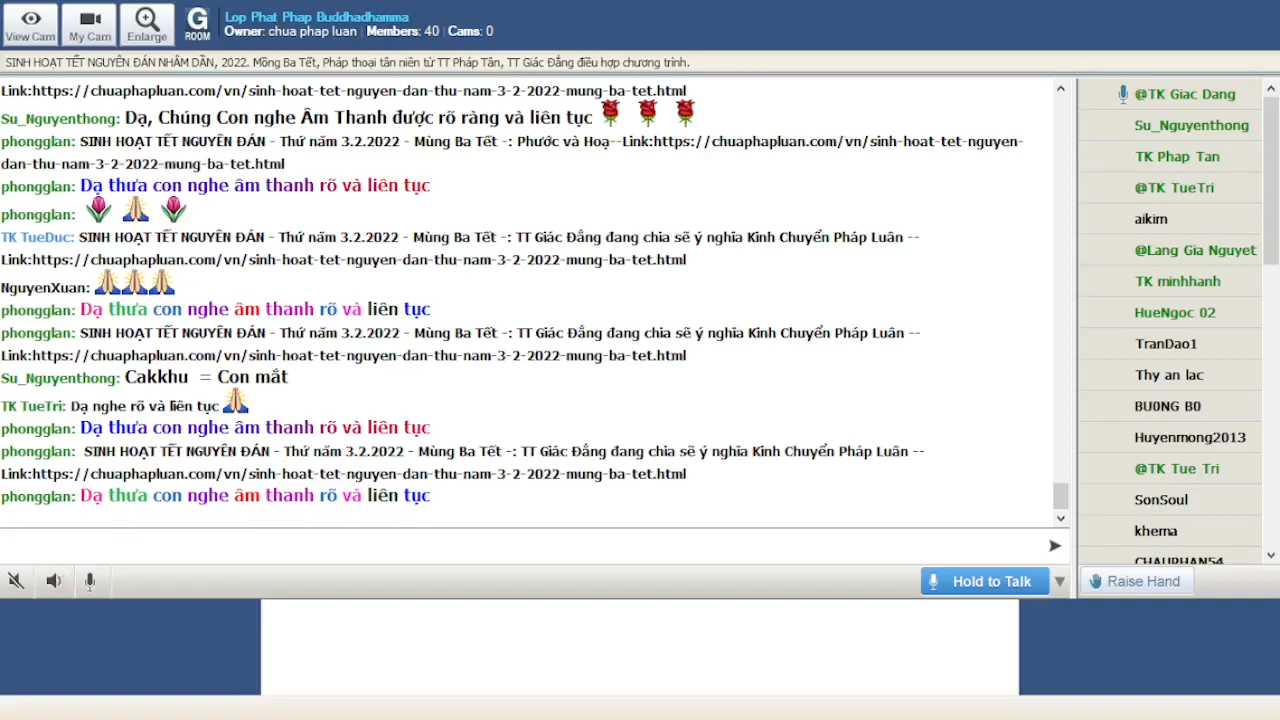 Lop Phat Phap Buddhadhamma
Owner: chua phap luan | Members: 40 | Cams: 0
View Cam
My Cam
Enlarge
G
ROOM
SINH HOẠT TẾT NGUYÊN ĐÁN NHÂM DẦN, 2022. Mồng Ba Tết, Pháp thoại tân niên từ TT Pháp Tân, TT Giác Đẳng điều hợp chương trình.
Link:https://chuaphapluan.com/vn/sinh-hoat-tet-nguyen-dan-thu-nam-3-2-2022-mung-ba-tet.html
Su_Nguyenthong: Dạ, Chúng Con nghe Âm Thanh được rõ ràng và liên tục
phongglan: SINH HOẠT TẾT NGUYÊN ĐÁN - Thứ năm 3.2.2022 - Mùng Ba Tết -: Phước và Hoạ--Link:https://chuaphapluan.com/vn/sinh-hoat-tet-nguyen-
dan-thu-nam-3-2-2022-mung-ba-tet.html
phongglan: Dạ thưa con nghe âm thanh rõ và liên tục
phongglan:
TK TueDuc: SINH HOẠT TẾT NGUYÊN ĐÁN - Thứ năm 3.2.2022 - Mùng Ba Tết -: TT Giác Đẳng đang chia sẽ ý nghĩa Kinh Chuyển Pháp Luân --
Link:https://chuaphapluan.com/vn/sinh-hoat-tet-nguyen-dan-thu-nam-3-2-2022-mung-ba-tet.html
NguyenXuan:
phongglan: Dạ thưa con nghe âm thanh rõ và liên tục
phongglan: SINH HOẠT TẾT NGUYÊN ĐÁN - Thứ năm 3.2.2022 - Mùng Ba Tết -: TT Giác Đẳng đang chia sẽ ý nghĩa Kinh Chuyển Pháp Luân --
Link:https://chuaphapluan.com/vn/sinh-hoat-tet-nguyen-dan-thu-nam-3-2-2022-mung-ba-tet.html
Su_Nguyenthong: Cakkhu = Con mắt
TK TueTri: Dạ nghe rõ và liên tục
phongglan: Dạ thưa con nghe âm thanh rõ và liên tục
phongglan: SINH HOẠT TẾT NGUYÊN ĐÁN - Thứ năm 3.2.2022 - Mùng Ba Tết -: TT Giác Đẳng đang chia sẽ ý nghĩa Kinh Chuyển Pháp Luân --
Link:https://chuaphapluan.com/vn/sinh-hoat-tet-nguyen-dan-thu-nam-3-2-2022-mung-ba-tet.html
phongglan: Dạ thưa con nghe âm thanh rõ và liên tục
@TK Giac Dang
Su_Nguyenthong
TK Phap Tan
@TK TueTri
aikim
@Lang Gia Nguyet
TK minhhanh
HueNgoc 02
TranDao1
Thy an lac
BU0NG B0
Huyenmong2013
@TK Tue Tri
SonSoul
khema
CHAUPHAN54
Hold to Talk
Raise Hand